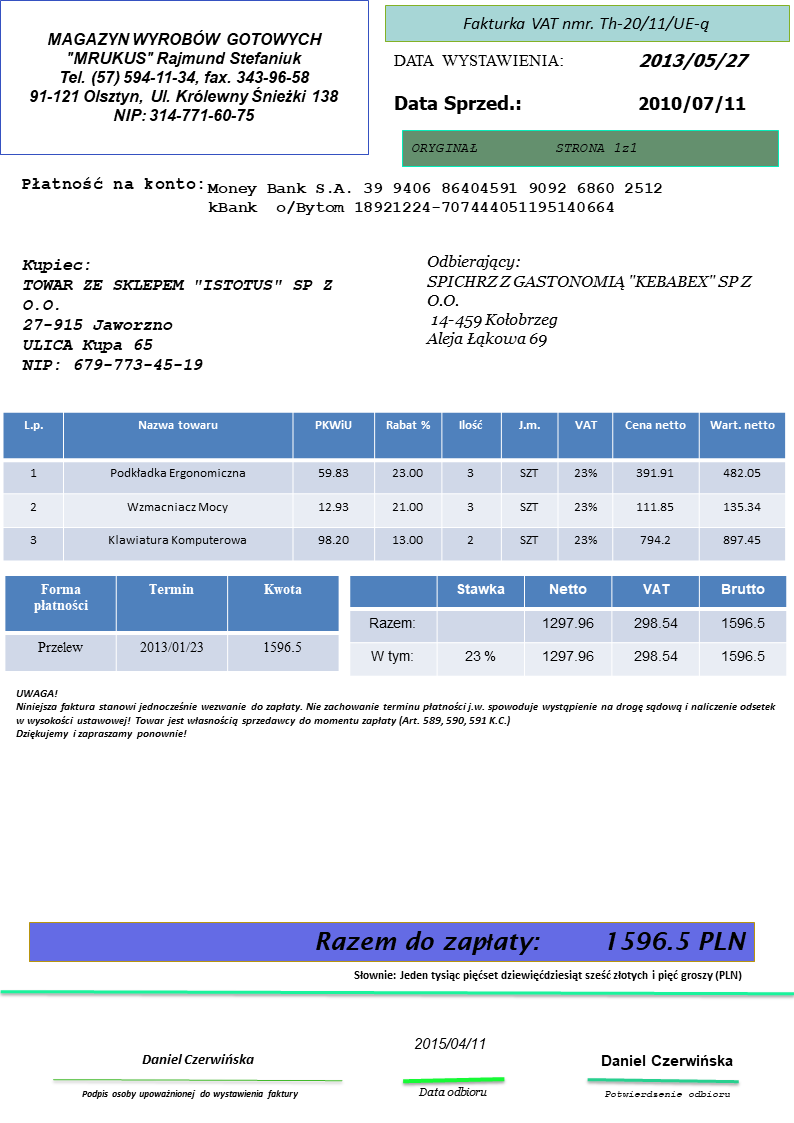 MAGAZYN WYROBÓW GOTOWYCH
"MRUKUS" Rajmund Stefaniuk
Tel. (57) 594-11-34, fax. 343-96-58
91-121 Olsztyn, Ul. Królewny Śnieżki 138
NIP: 314-771-60-75
Fakturka VAT nmr. Th-20/11/UE-ą
DATA WYSTAWIENIA: 2013/05/27
Data Sprzed.: 2010/07/11
ORYGINAŁ STRONA 1z1
Płatność na konto: Money Bank S.A. 39 9406 86404591 9092 6860 2512
kBank o/Bytom 18921224-707444051195140664
Kupiec:
TOWAR ZE SKLEPEM "ISTOTUS" SP Z
O.O.
27-915 Jaworzno
ULICA Kupa 65
NIP: 679-773-45-19
Odbierający:
SPICHRZ Z GASTONOMIĄ "KEBABEX" SP Z
O.O.
14-459 Kołobrzeg
Aleja Łąkowa 69
L.p. Nazwa towaru PKWiU Rabat % Ilość J.m. VAT Cena netto Wart. netto
1 Podkładka Ergonomiczna 59.83 23.00 3 SZT 23% 391.91 482.05
2 Wzmacniacz Mocy 12.93 21.00 3 SZT 23% 111.85 135.34
3 Klawiatura Komputerowa 98.20 13.00 2 SZT 23% 794.2 897.45
Forma
płatności
Termin Kwota
Przelew 2013/01/23 1596.5
Stawka Netto VAT Brutto
Razem: 1297.96 298.54 1596.5
W tym: 23 % 1297.96 298.54 1596.5
UWAGA!
Niniejsza faktura stanowi jednocześnie wezwanie do zapłaty. Nie zachowanie terminu płatności j.w. spowoduje wystąpienie na drogę sądową i naliczenie odsetek
w wysokości ustawowej! Towar jest własnością sprzedawcy do momentu zapłaty (Art. 589, 590, 591 K.C.)
Dziękujemy i zapraszamy ponownie!
Razem do zapłaty: 1596.5 PLN
Słownie: Jeden tysiąc pięćset dziewięćdziesiąt sześć złotych i pięć groszy (PLN)
Daniel Czerwińska
Podpis osoby upoważnionej do wystawienia faktury
2015/04/11
Data odbioru
Daniel Czerwińska
Potwierdzenie odbioru